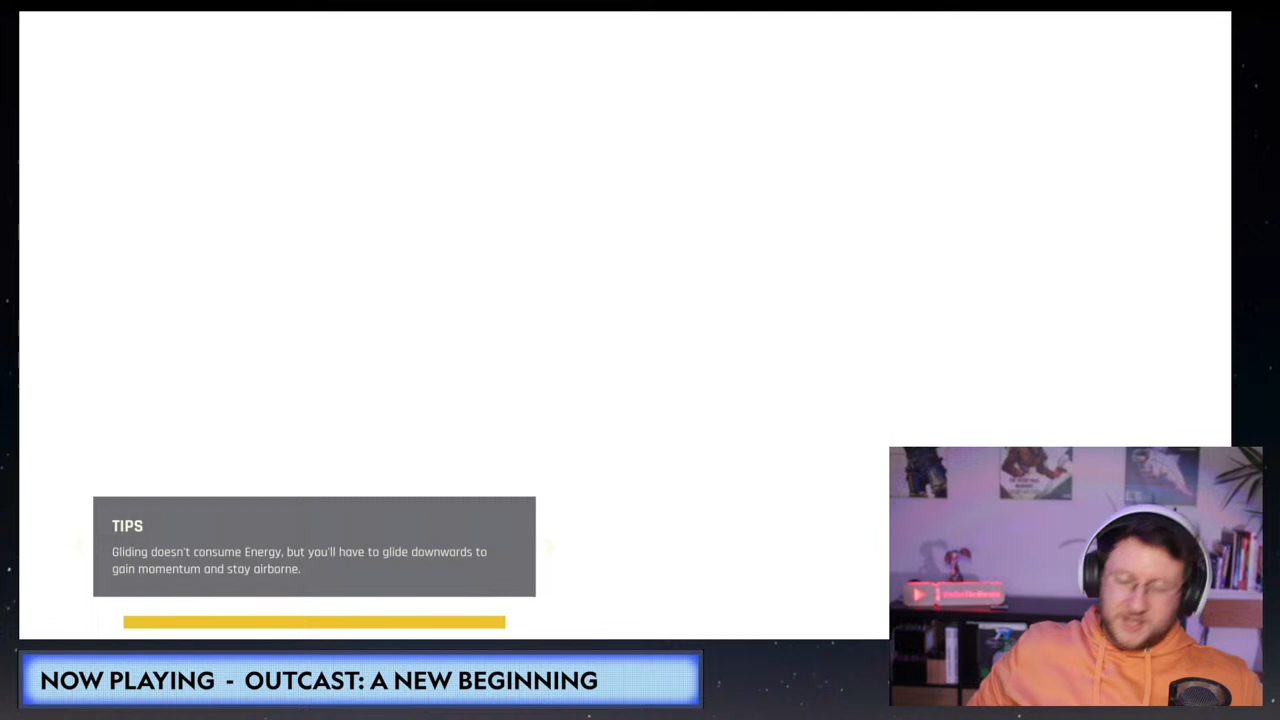 TIPS
Gliding doesn't consume Energy, but you'll have to glide downwards to
gain momentum and stay airborne.
NOW PLAYING - OUTCAST: A NEW BEGINNING